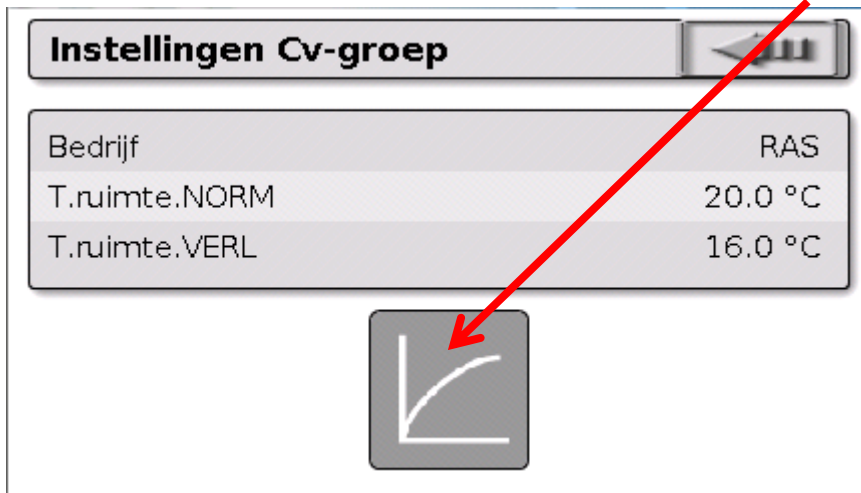 Instellingen Cv-groep
Bedrijf RAS
T.ruimte.NORM 20.0 °C
T.ruimte.VERL 16.0 °C